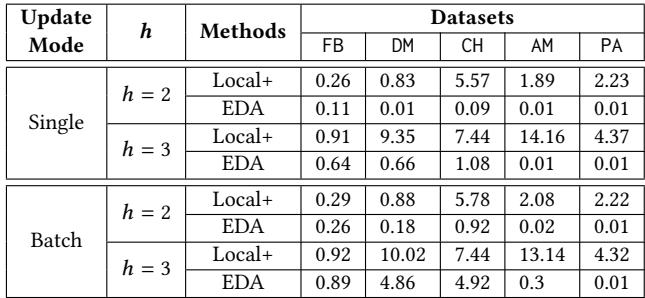 Update Mode h Methods Datasets
FB DM CH AM PA
Single h = 2 Local+ 0.26 0.83 5.57 1.89 2.23
EDA 0.11 0.01 0.09 0.01 0.01
h = 3 Local+ 0.91 9.35 7.44 14.16 4.37
EDA 0.64 0.66 1.08 0.01 0.01
Batch h = 2 Local+ 0.29 0.88 5.78 2.08 2.22
EDA 0.26 0.18 0.92 0.02 0.01
h = 3 Local+ 0.92 10.02 7.44 13.14 4.32
EDA 0.89 4.86 4.92 0.3 0.01